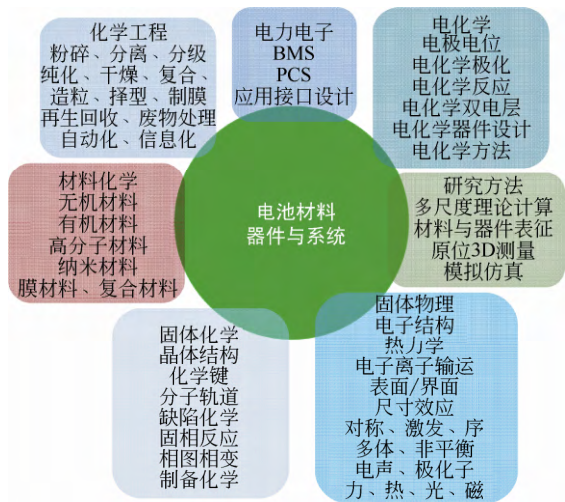 化学工程
粉碎、分离、分级
纯化、干燥、复合、
造粒、择型、制膜
再生回收、废物处理
自动化、信息化
电力电子
BMS
PCS
应用接口设计
电化学
电极电位
电化学极化
电化学反应
电化学双电层
电化学器件设计
电化学方法
材料化学
无机材料
有机材料
高分子材料
纳米材料
膜材料、复合材料
电池材料
器件与系统
研究方法
多尺度理论计算
材料与器件表征
原位3D测量
模拟仿真
固体化学
晶体结构
化学键
分子轨道
缺陷化学
固相反应
相图相变
制备化学
固体物理
电子结构
热力学
电子离子输运
表面/界面
尺寸效应
对称、激发、序
多体、非平衡
电声、极化子
力、热、光、磁